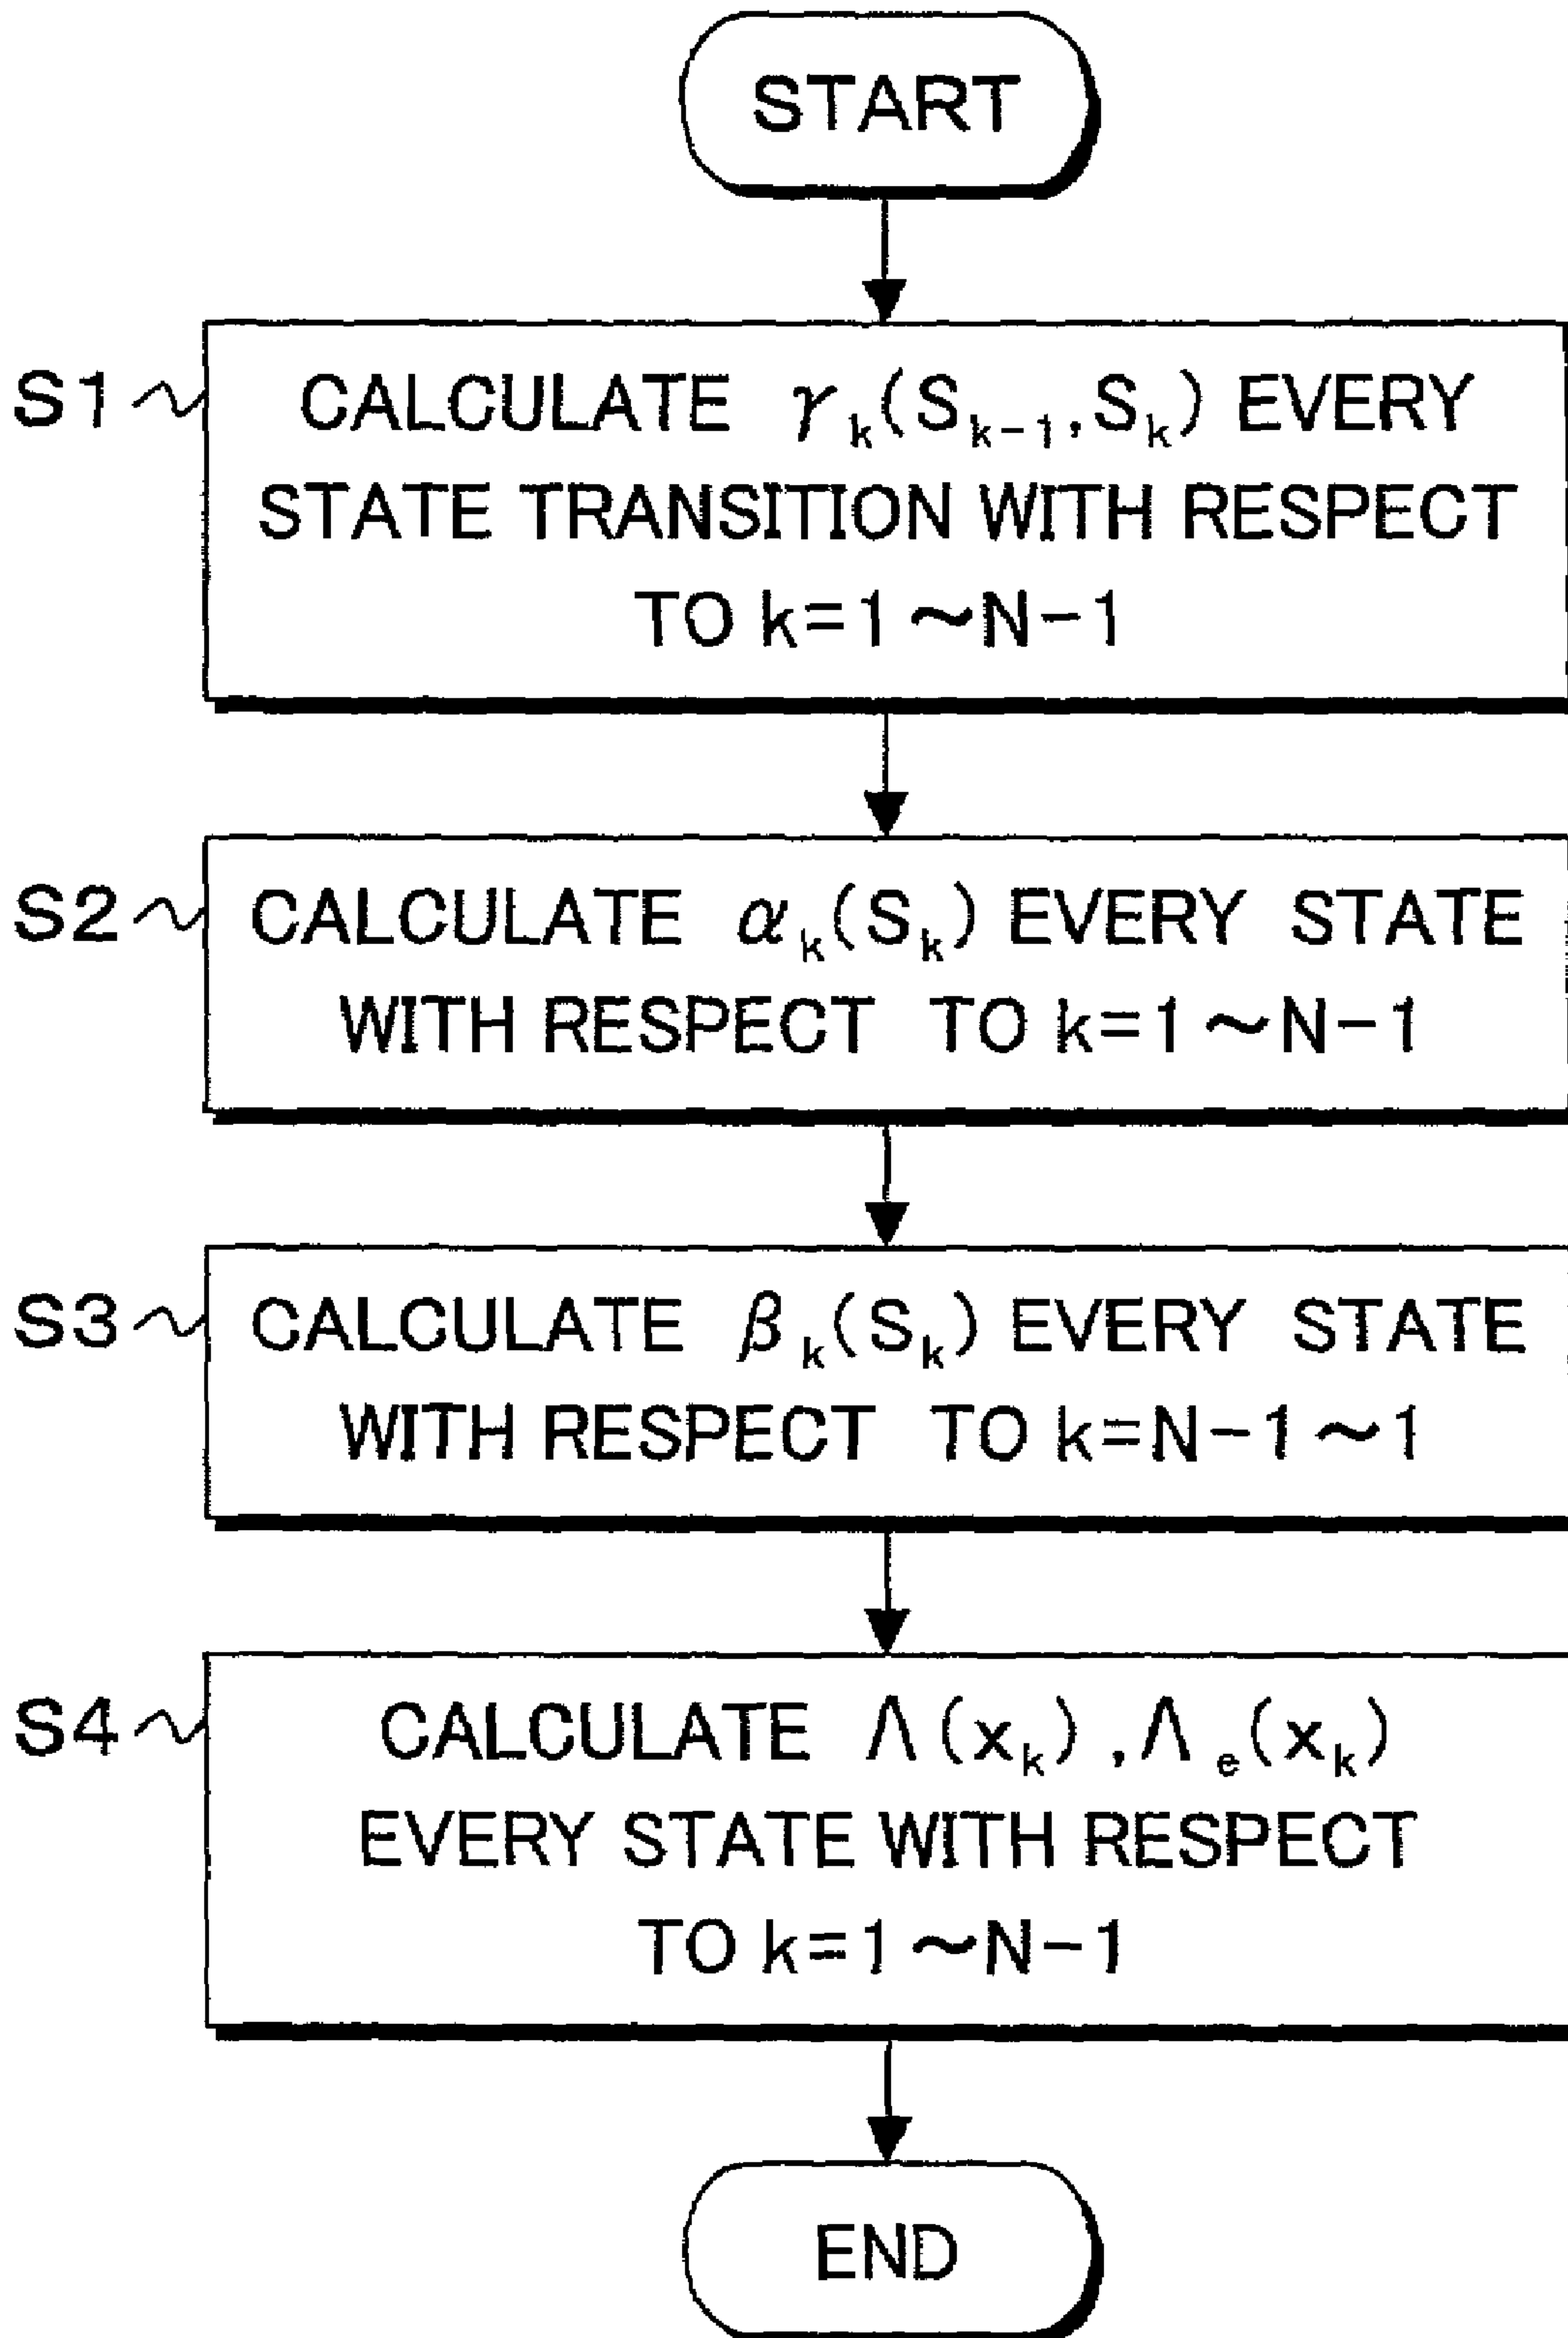 START
S1 CALCULATE γₖ(Sₖ₋₁,Sₖ) EVERY
STATE TRANSITION WITH RESPECT
TO k=1~N-1
S2 CALCULATE αₖ(Sₖ) EVERY STATE
WITH RESPECT TO k=1~N-1
S3 CALCULATE βₖ(Sₖ) EVERY STATE
WITH RESPECT TO k=N-1~1
S4 CALCULATE Λ(xₖ),Λₑ(xₖ)
EVERY STATE WITH RESPECT
TO k=1~N-1
END